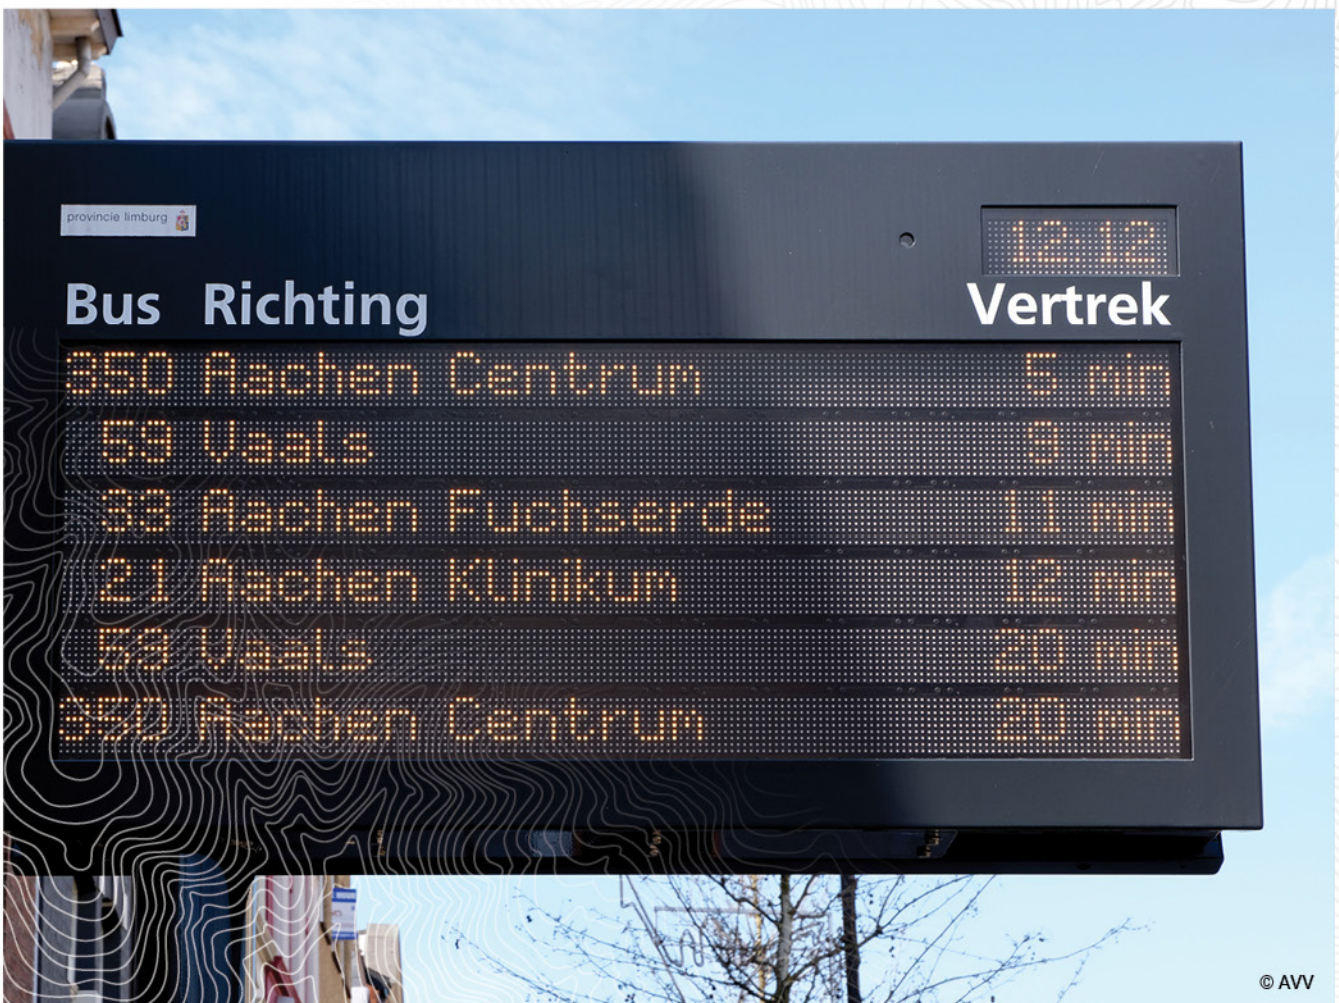 provincie limburg
12:12
Bus Richting Vertrek
350 Aachen Centrum 5 min
59 Vaals 9 min
33 Aachen Fuchserde 11 min
21 Aachen Klinikum 12 min
59 Vaals 20 min
350 Aachen Centrum 20 min
© AVV